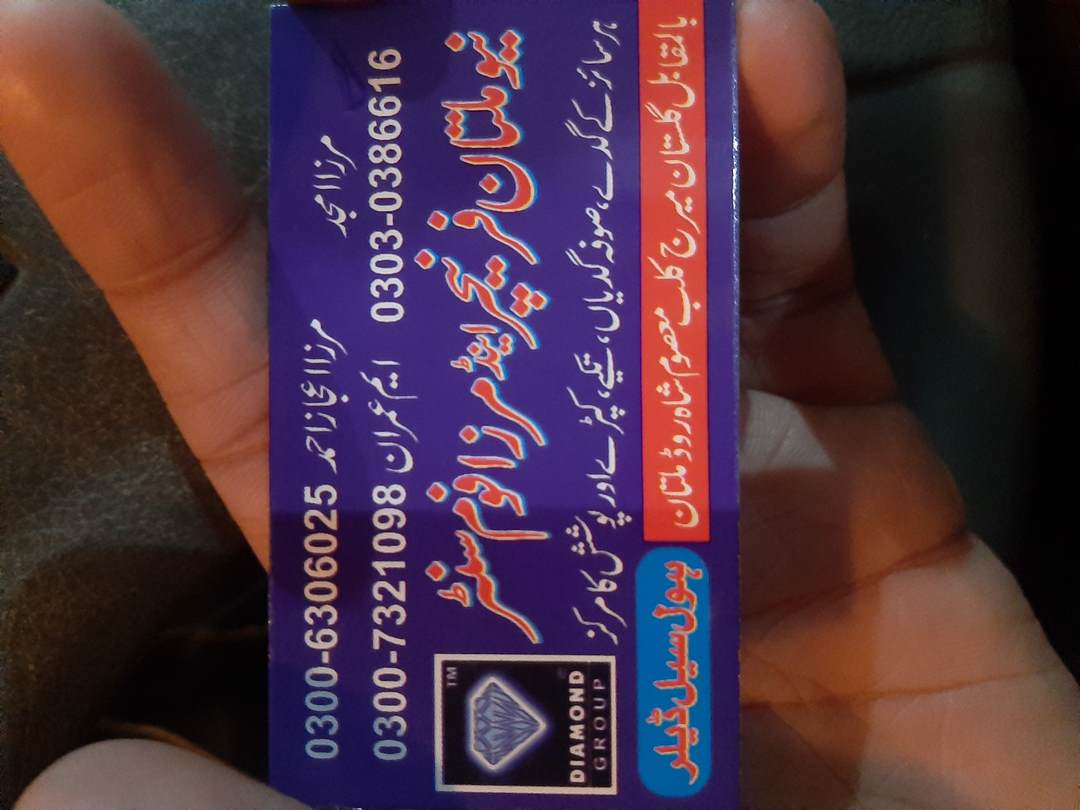 مرزا امجد
0303-0386616
مرزا اعجاز احمد 0300-6306025
ایم عمران 0300-7321098
نیو ملتان فرنیچر اینڈ مرزا فوم سنٹر
ہر سائز کے گدے، صوفہ گدیاں، تکیے، کپڑے اور پوشش کا مرکز
بالمقابل گلستان میرج کلب معصوم شاہ روڈ ملتان
ہول سیل ڈیلر
TM
DIAMOND
GROUP